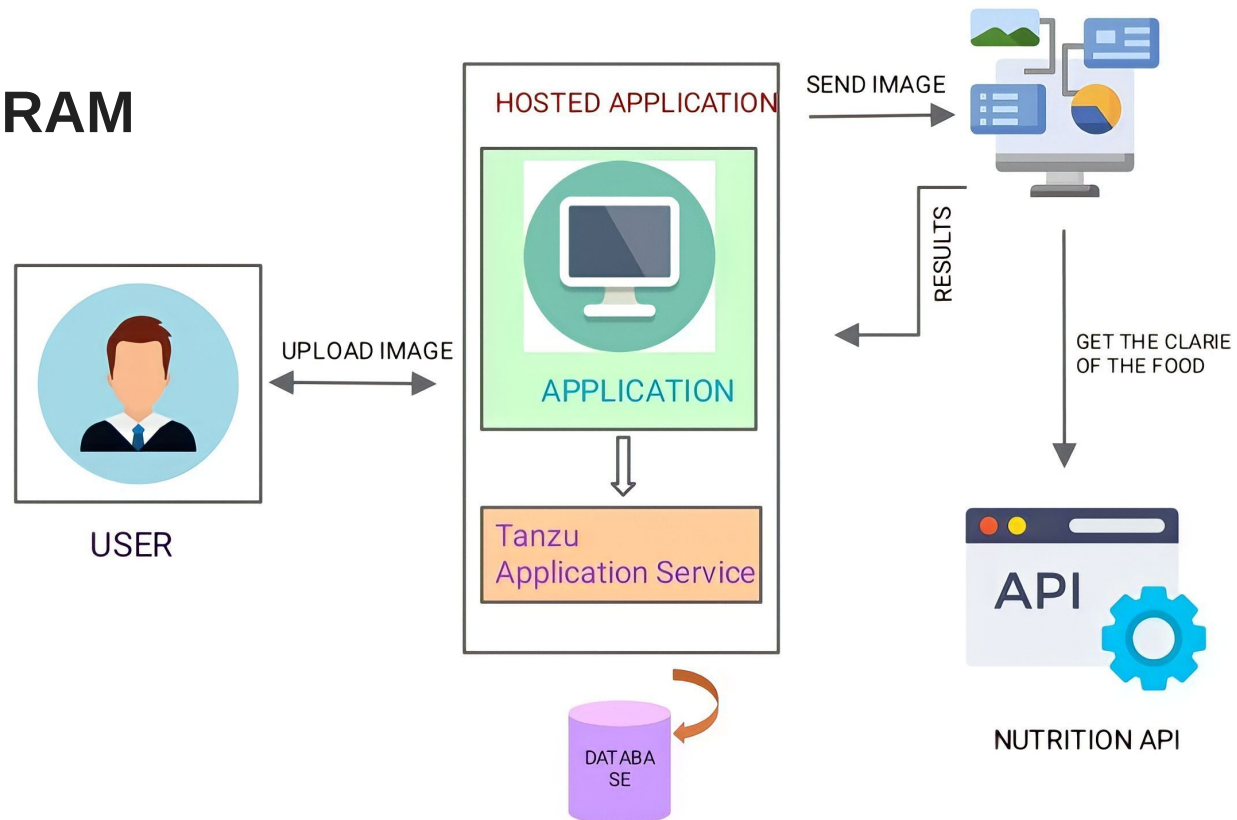 RAM
HOSTED APPLICATION
SEND IMAGE
RESULTS
UPLOAD IMAGE
APPLICATION
GET THE CLARIE
OF THE FOOD
USER
Tanzu
Application Service
API
NUTRITION API
DATABA
SE